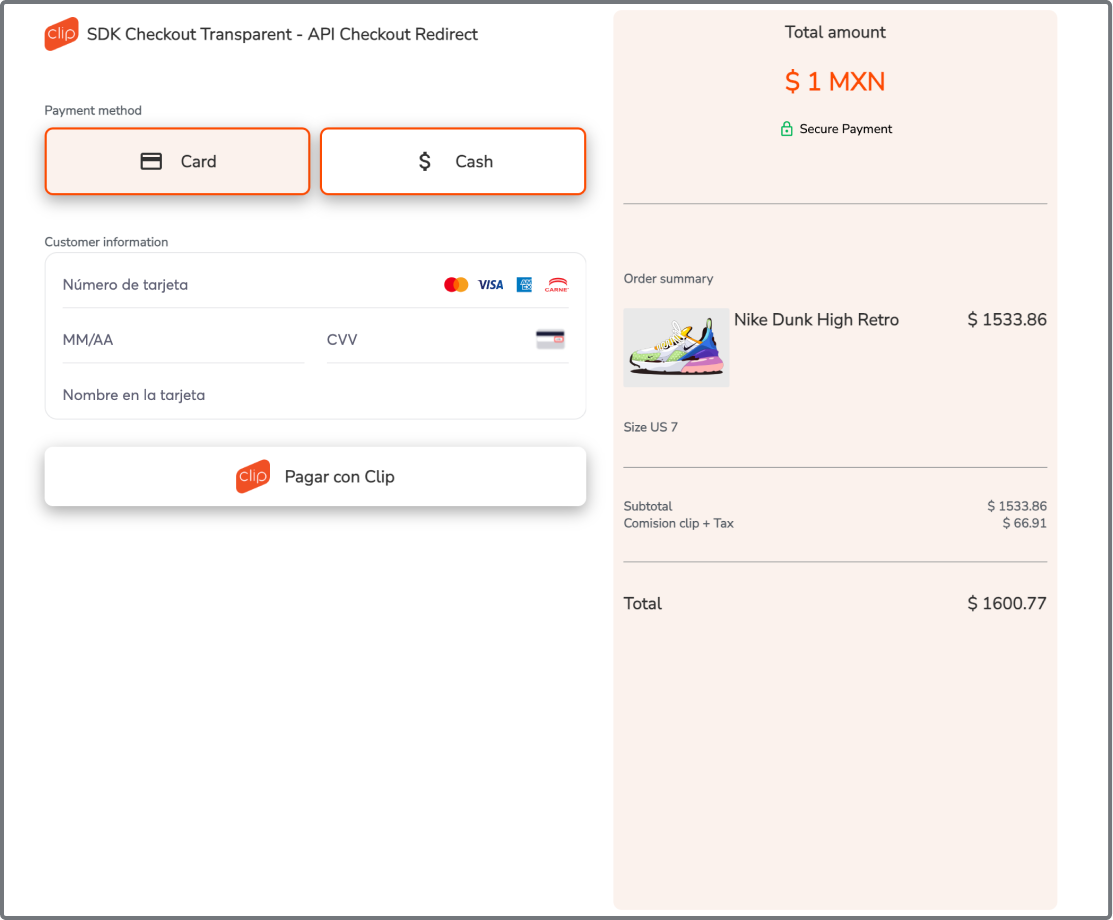 clip SDK Checkout Transparent - API Checkout Redirect
Payment method
Card
$ Cash
Customer information
Número de tarjeta
VISA
AMEX
CARNET
MM/AA
CVV
Nombre en la tarjeta
clip Pagar con Clip
Total amount
$ 1 MXN
Secure Payment
Order summary
Nike Dunk High Retro $ 1533.86
Size US 7
Subtotal $ 1533.86
Comision clip + Tax $ 66.91
Total $ 1600.77